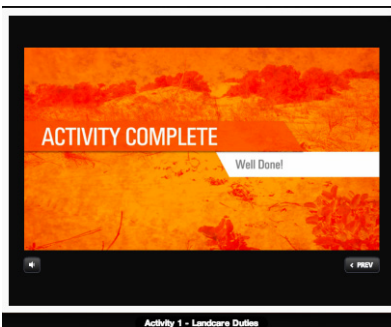 ACTIVITY COMPLETE
Well Done!
< PREV
Activity 1 - Landcare Duties